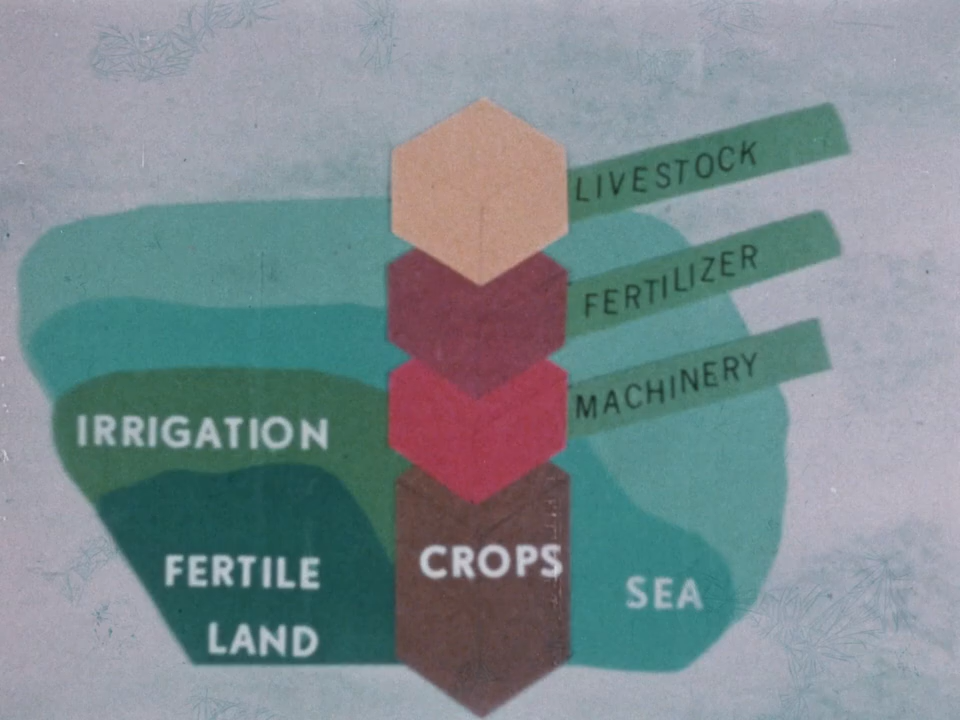 LIVESTOCK
FERTILIZER
MACHINERY
IRRIGATION
CROPS
FERTILE
LAND
SEA